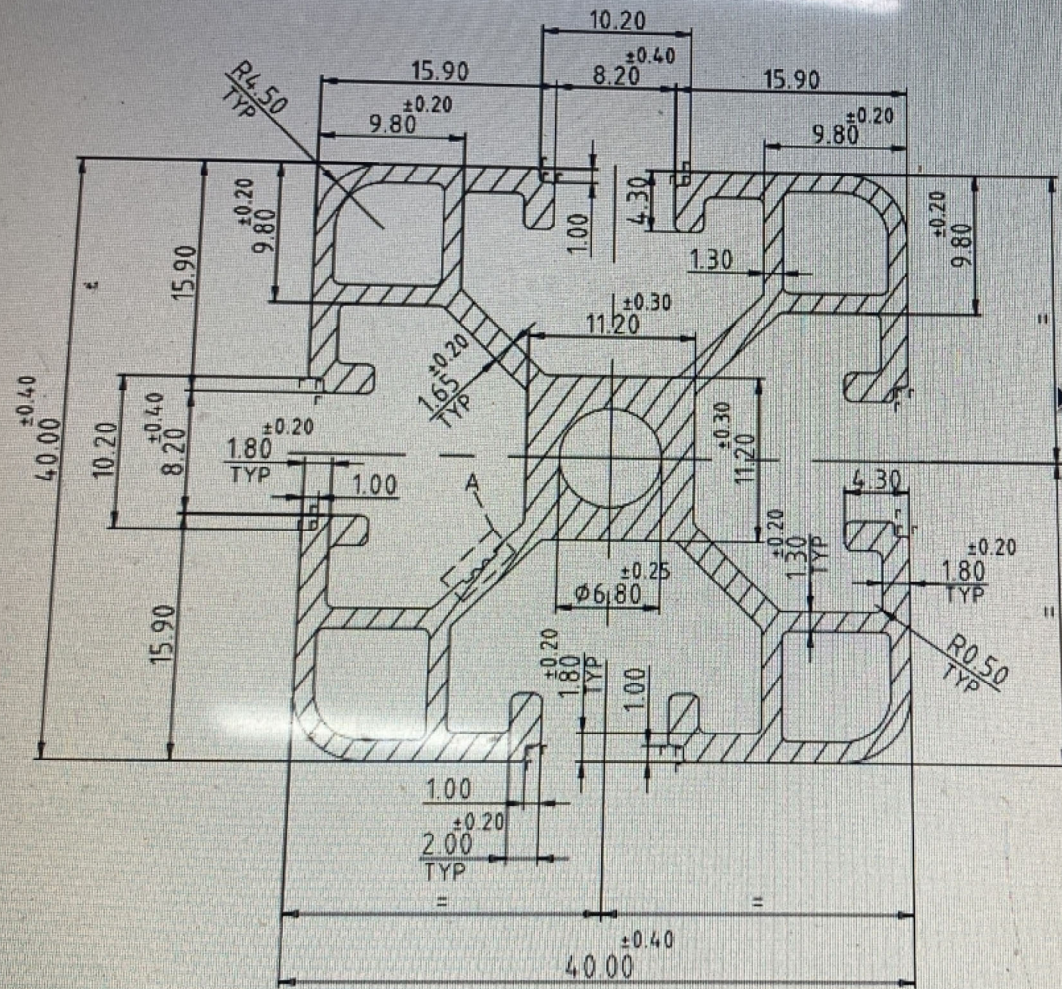 10.20
15.90
8.20 ±0.40
15.90
R4.50
TYP
9.80 ±0.20
9.80 ±0.20
9.80 ±0.20
15.90
1.00
4.30
1.30
9.80 ±0.20
=
11.20 ±0.30
1.65 ±0.20
TYP
40.00 ±0.40
10.20
8.20 ±0.40
1.80 ±0.20
TYP
1.00
A
11.20 ±0.30
4.30
1.30 ±0.20
TYP
1.80 ±0.20
TYP
Ø6.80 ±0.25
15.90
1.80 ±0.20
TYP
1.00
R0.50
TYP
=
1.00
2.00 ±0.20
TYP
=
=
40.00 ±0.40